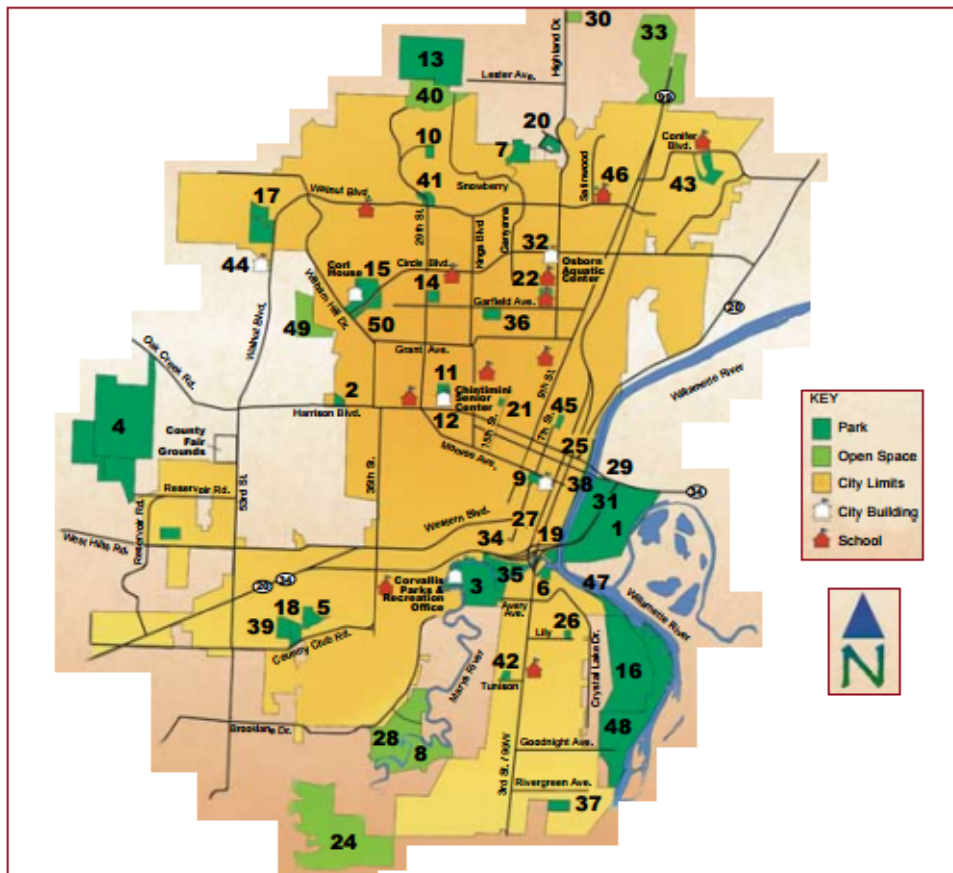 30
33
Highland Dr.
13
Lester Ave.
40
99
20
10
7
Conifer
Blvd.
Satinwood
46
43
41
Snowberry
17
Walnut Blvd.
29th St.
Kings Blvd
32
44
Corl
House
15
Circle Blvd.
22
Osborn
Aquatic
Center
14
Witham Hill Dr.
Garfield Ave.
20
49
50
36
Walnut Blvd.
Oak Creek Rd.
Grant Ave.
Willamette River
11
9th St.
2
Chintimini
Senior
Center
21
45
Harrison Blvd.
12
15th St.
7th St.
4
County
Fair
Grounds
Monroe Ave.
25
29
35th St.
9
38
31
34
Reservoir Rd.
53rd St.
Western Blvd.
27
1
Reservoir Rd.
West Hills Rd.
34
19
20
34
Corvallis
Parks &
Recreation
Office
3
35
6
47
Willamette River
18
5
Avery
Ave.
26
39
Lily
Country Club Rd.
Marys River
42
Crystal Lake Dr.
16
Tunison
Brooklane Dr.
28
8
48
3rd St. / 99W
Goodnight Ave.
Rivergreen Ave.
37
24
KEY
Park
Open Space
City Limits
City Building
School
N